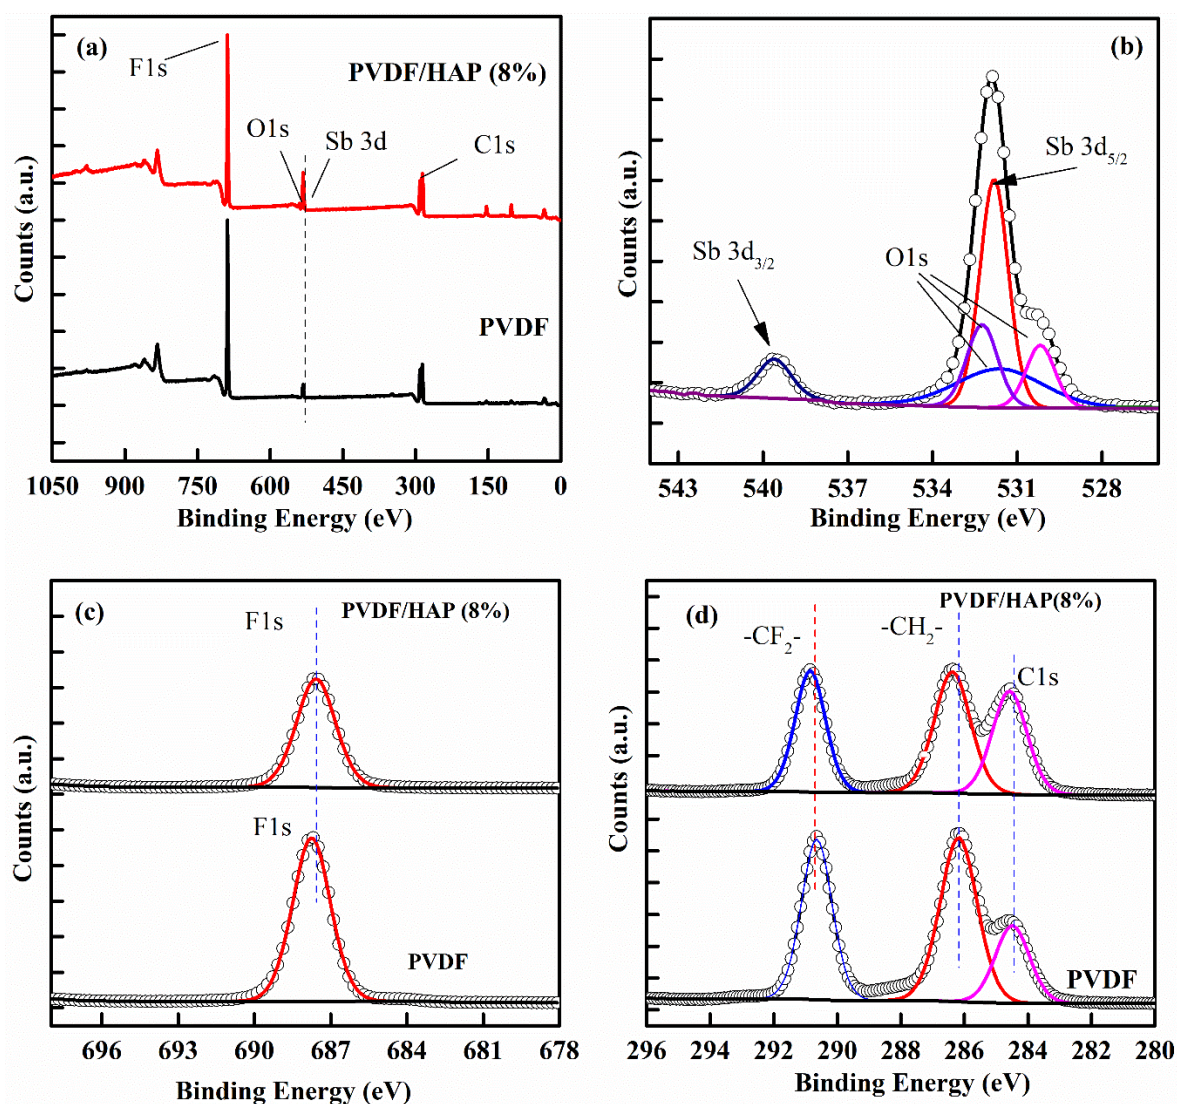 (a)
F1s
PVDF/HAP (8%)
O1s
Sb 3d
C1s
PVDF
Counts (a.u.)
1050 900 750 600 450 300 150 0
Binding Energy (eV)
(b)
Sb 3d5/2
Sb 3d3/2
O1s
Counts (a.u.)
543 540 537 534 531 528
Binding Energy (eV)
(c)
PVDF/HAP (8%)
F1s
F1s
PVDF
Counts (a.u.)
696 693 690 687 684 681 678
Binding Energy (eV)
(d)
PVDF/HAP(8%)
-CF2-
-CH2-
C1s
PVDF
Counts (a.u.)
296 294 292 290 288 286 284 282 280
Binding Energy (eV)